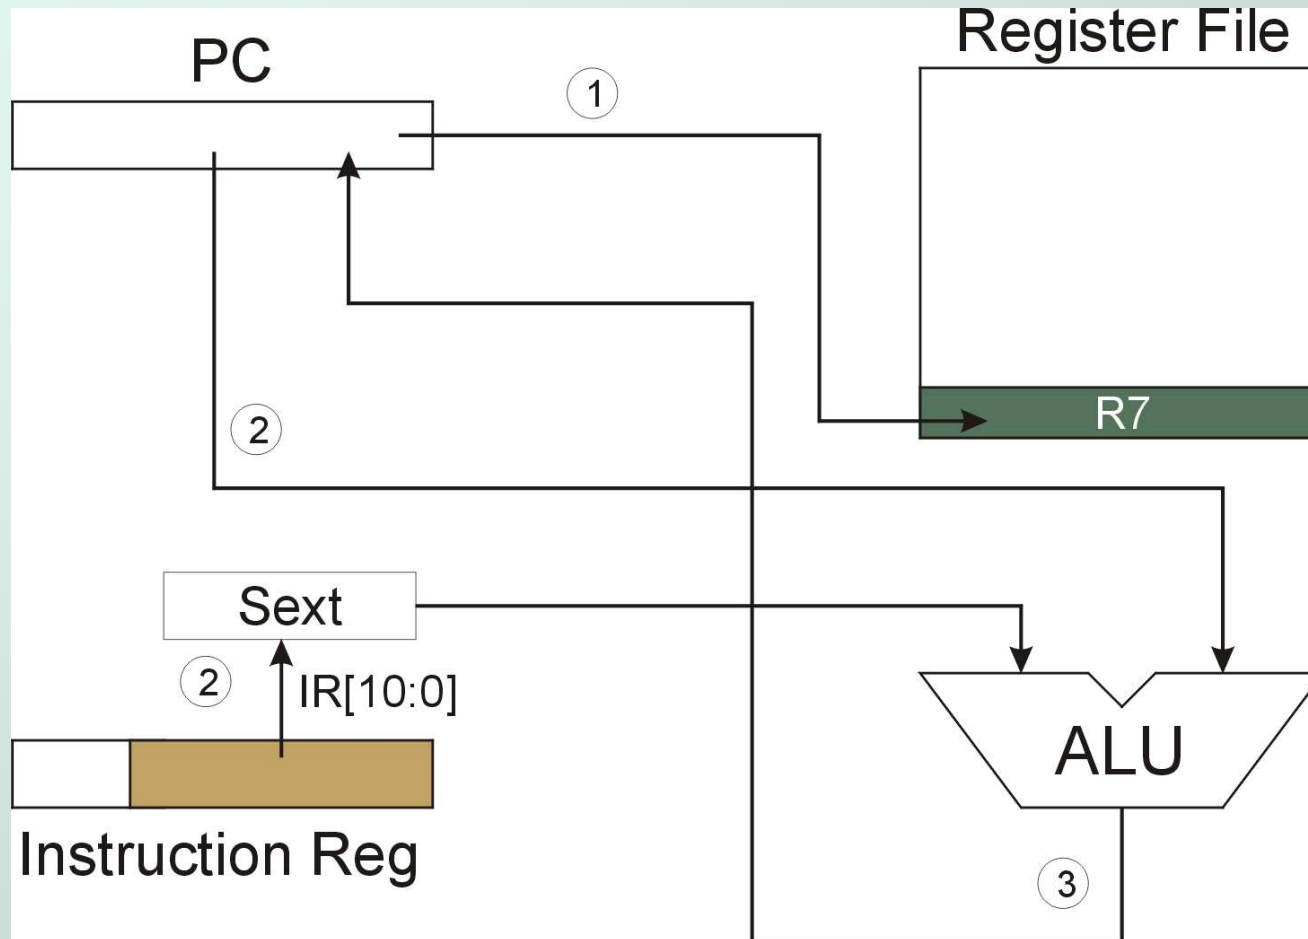 Register File
PC
1
R7
2
Sext
2
IR[10:0]
ALU
Instruction Reg
3